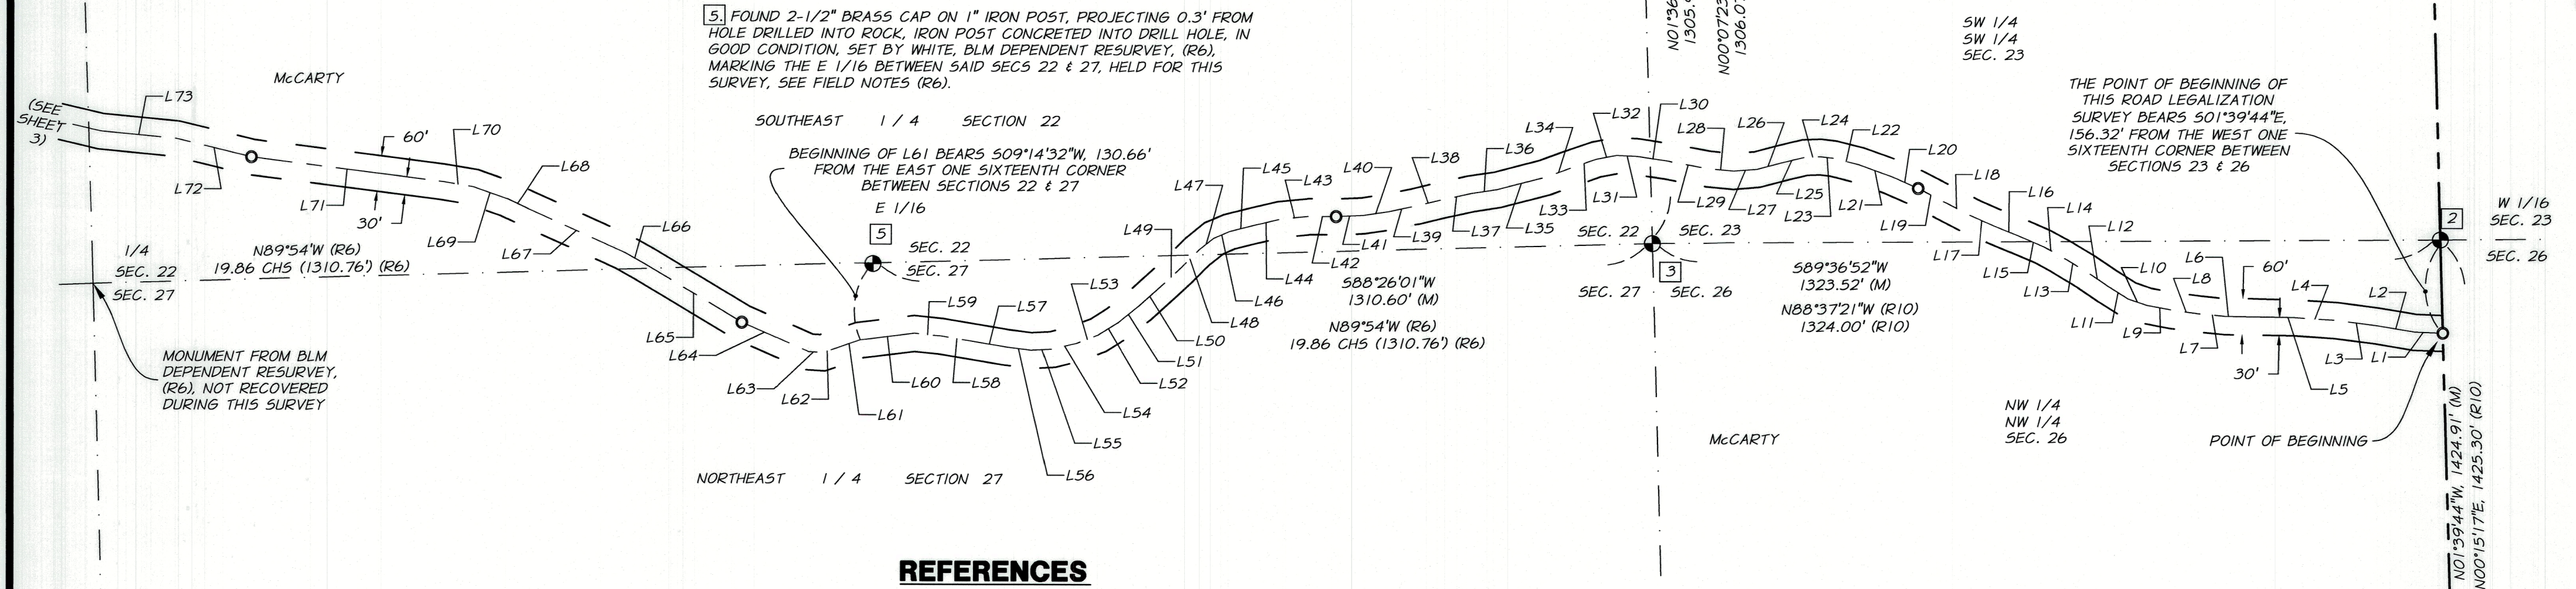 5. FOUND 2-1/2" BRASS CAP ON 1" IRON POST, PROJECTING 0.3' FROM
HOLE DRILLED INTO ROCK, IRON POST CONCRETED INTO DRILL HOLE, IN
GOOD CONDITION, SET BY WHITE, BLM DEPENDENT RESURVEY, (R6),
MARKING THE E 1/16 BETWEEN SAID SECS 22 & 27, HELD FOR THIS
SURVEY, SEE FIELD NOTES (R6).
McCARTY
(SEE
SHEET
3)
L73
L72
L71
60'
30'
L70
L69
L68
L67
L66
L65
L64
L63
L62
L61
L60
L59
L58
L57
L56
L55
L54
L53
L52
L51
L50
L49
L48
L47
L46
L45
L44
L43
L42
L41
L40
L39
L38
L37
L36
L35
L34
L33
L32
L31
L30
L29
L28
L27
L26
L25
L24
L23
L22
L21
L20
L19
L18
L17
L16
L15
L14
L13
L12
L11
L10
L9
L8
L7
L6
L5
L4
L3
L2
L1
60'
30'
SOUTHEAST 1 / 4 SECTION 22
BEGINNING OF L61 BEARS S09°14'32"W, 130.66'
FROM THE EAST ONE SIXTEENTH CORNER
BETWEEN SECTIONS 22 & 27
E 1/16
5
SEC. 22
SEC. 27
1/4
SEC. 22
SEC. 27
N89°54'W (R6)
19.86 CHS (1310.76') (R6)
MONUMENT FROM BLM
DEPENDENT RESURVEY,
(R6), NOT RECOVERED
DURING THIS SURVEY
NORTHEAST 1 / 4 SECTION 27
S88°26'01"W
1310.60' (M)
N89°54'W (R6)
19.86 CHS (1310.76') (R6)
N01°36
1305.
N00°07'23
1306.0
SEC. 22
SEC. 23
3
SEC. 27
SEC. 26
S89°36'52"W
1323.52' (M)
N88°37'21"W (R10)
1324.00' (R10)
SW 1/4
SW 1/4
SEC. 23
THE POINT OF BEGINNING OF
THIS ROAD LEGALIZATION
SURVEY BEARS S01°39'44"E,
156.32' FROM THE WEST ONE
SIXTEENTH CORNER BETWEEN
SECTIONS 23 & 26
2
W 1/16
SEC. 23
SEC. 26
NW 1/4
NW 1/4
SEC. 26
McCARTY
POINT OF BEGINNING
N01°39'44"W, 1424.91' (M)
N00°15'17"E, 1425.30' (R10)
REFERENCES